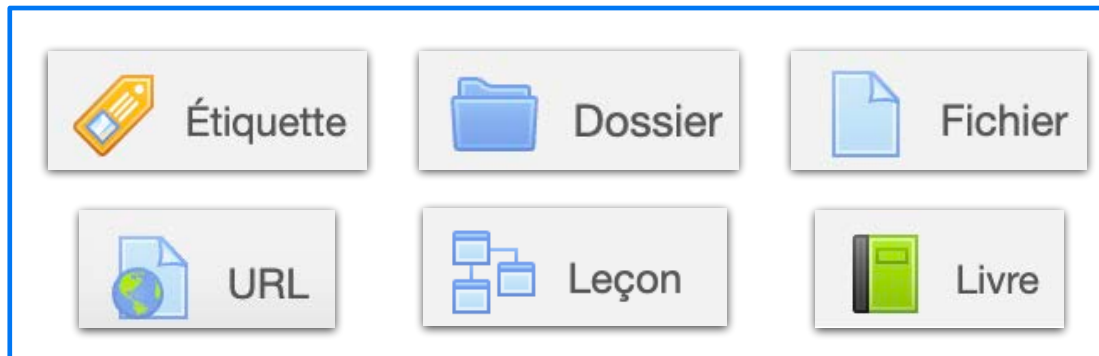 Étiquette
Dossier
Fichier
URL
Leçon
Livre